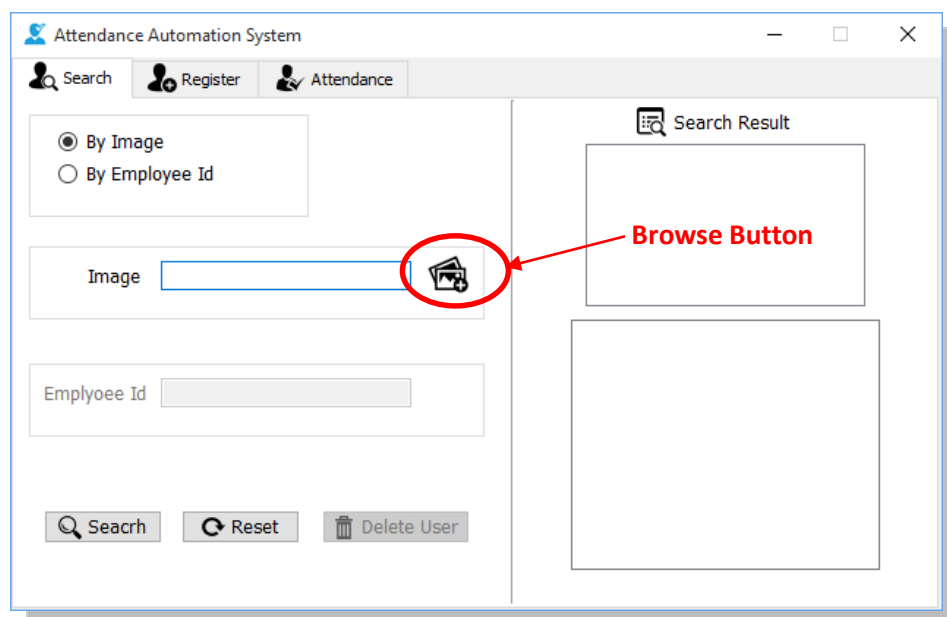 Attendance Automation System
Search Register Attendance
By Image
By Employee Id
Image
Emplyoee Id
Seacrh Reset Delete User
Search Result
Browse Button